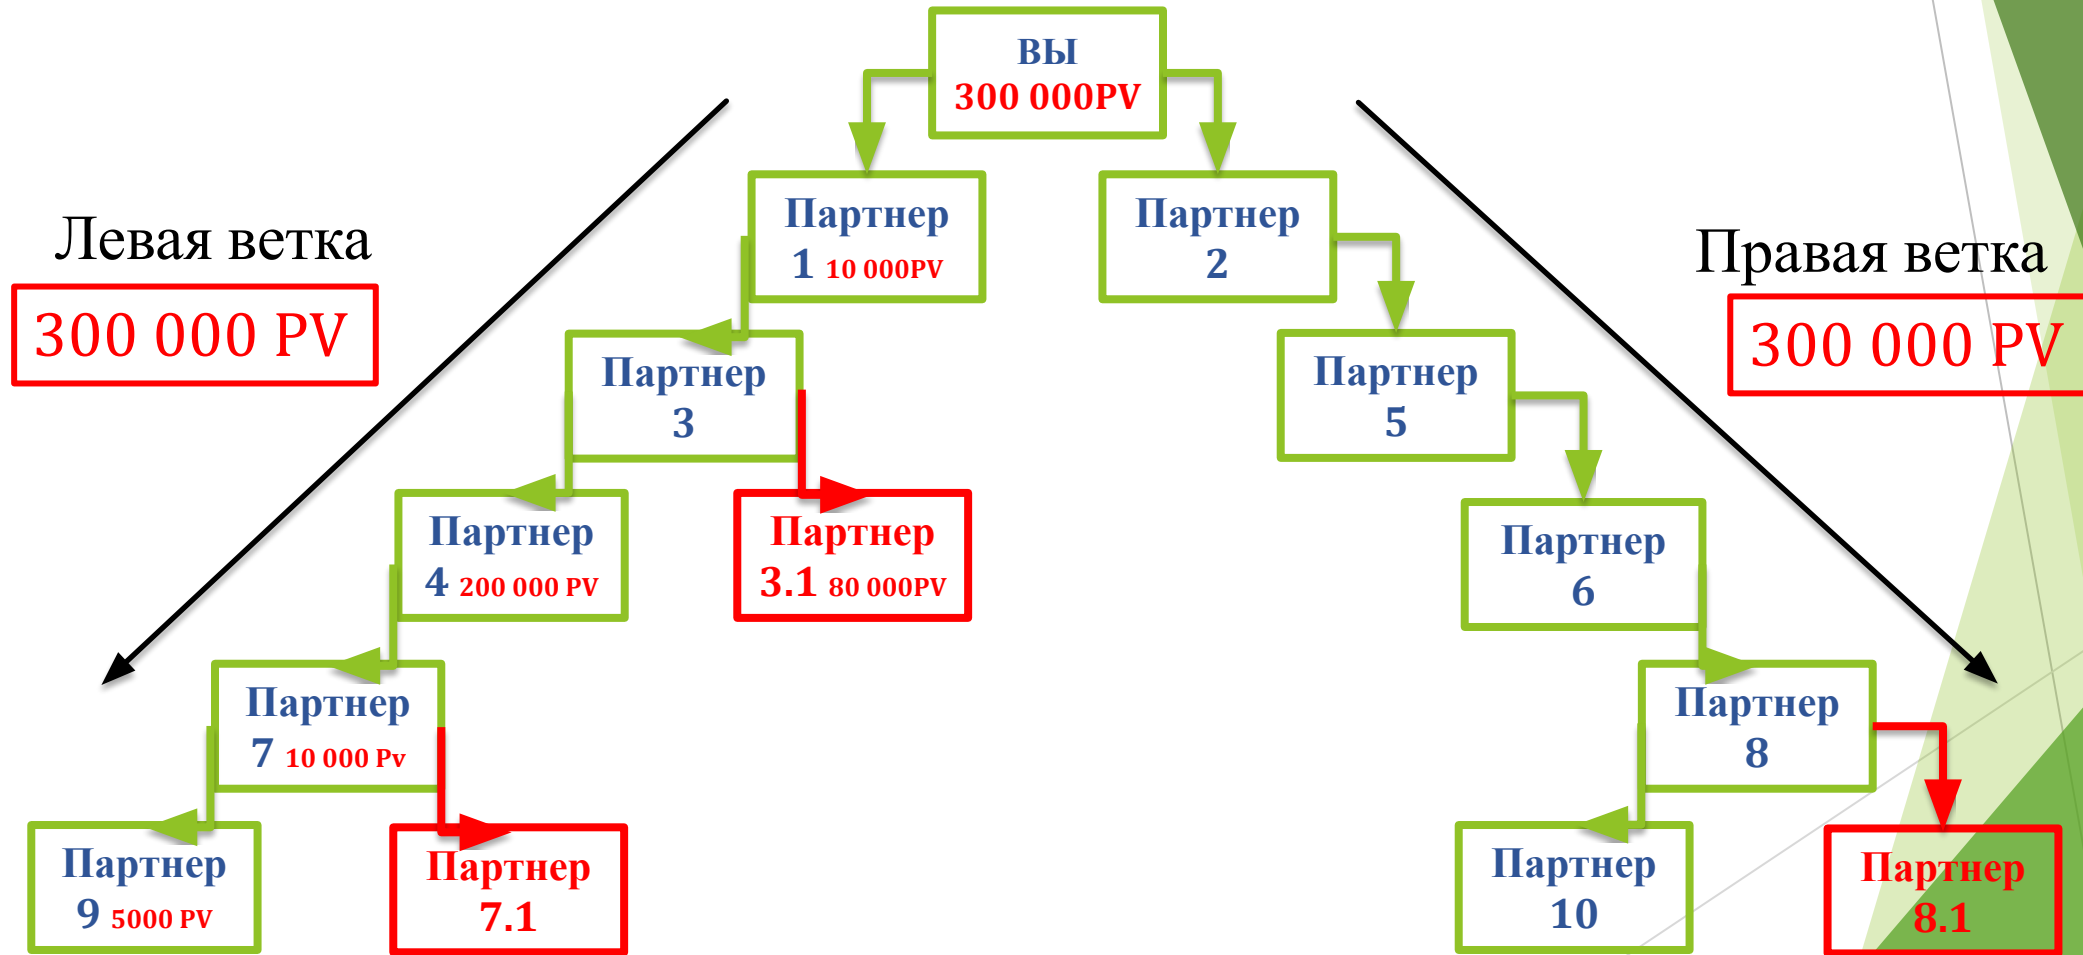 ВЫ
300 000PV
Левая ветка
300 000 PV
Правая ветка
300 000 PV
Партнер
1 10 000PV
Партнер
2
Партнер
3
Партнер
5
Партнер
4 200 000 PV
Партнер
3.1 80 000PV
Партнер
6
Партнер
7 10 000 Pv
Партнер
8
Партнер
9 5000 PV
Партнер
7.1
Партнер
10
Партнер
8.1